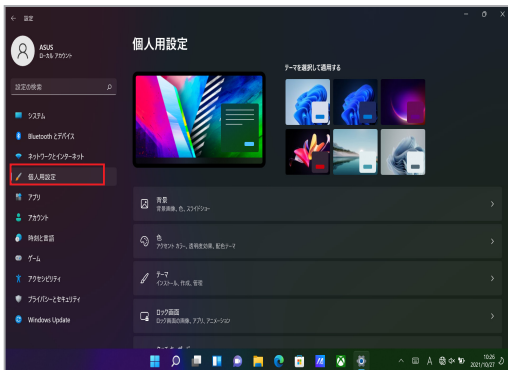 設定
ASUS
ローカル アカウント
設定の検索
システム
Bluetooth とデバイス
ネットワークとインターネット
個人用設定
アプリ
アカウント
時刻と言語
ゲーム
アクセシビリティ
プライバシーとセキュリティ
Windows Update
個人用設定
テーマを選択して適用する
背景
背景画像、色、スライドショー
色
アクセント カラー、透明度効果、配色テーマ
テーマ
インストール、作成、管理
ロック画面
ロック画面の画像、アプリ、アニメーション
A
10:26
2021/10/27